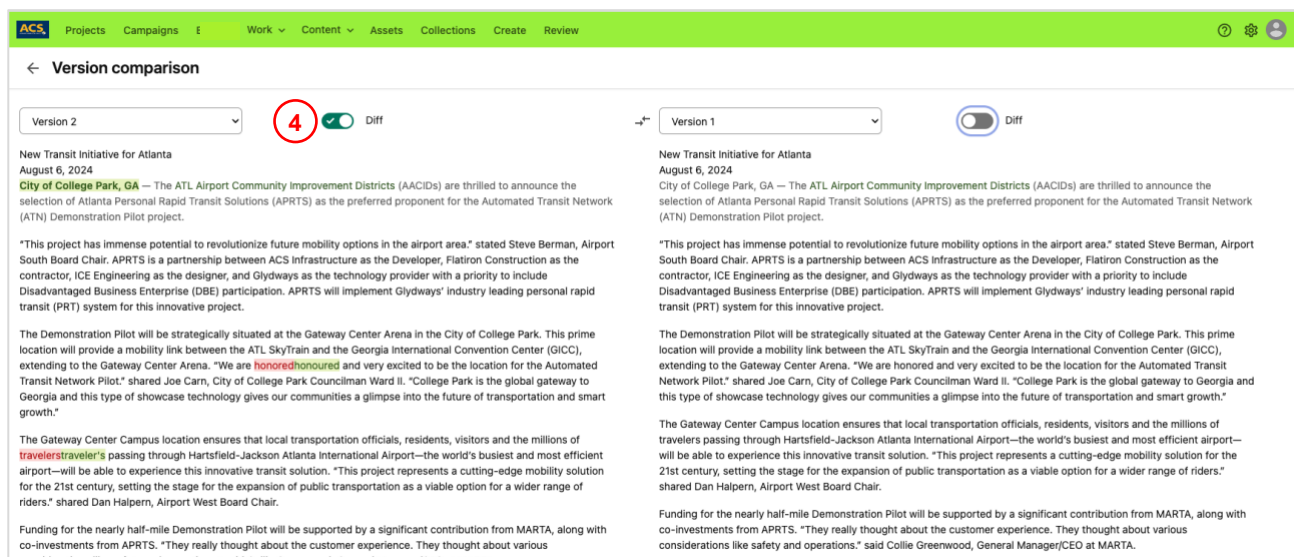 ACS
Projects Campaigns E Work Content Assets Collections Create Review
← Version comparison
Version 2
4
Diff
Version 1
Diff
New Transit Initiative for Atlanta
August 6, 2024
City of College Park, GA — The ATL Airport Community Improvement Districts (AACIDs) are thrilled to announce the
selection of Atlanta Personal Rapid Transit Solutions (APRTS) as the preferred proponent for the Automated Transit Network
(ATN) Demonstration Pilot project.
"This project has immense potential to revolutionize future mobility options in the airport area." stated Steve Berman, Airport
South Board Chair. APRTS is a partnership between ACS Infrastructure as the Developer, Flatiron Construction as the
contractor, ICE Engineering as the designer, and Glydways as the technology provider with a priority to include
Disadvantaged Business Enterprise (DBE) participation. APRTS will implement Glydways' industry leading personal rapid
transit (PRT) system for this innovative project.
The Demonstration Pilot will be strategically situated at the Gateway Center Arena in the City of College Park. This prime
location will provide a mobility link between the ATL SkyTrain and the Georgia International Convention Center (GICC),
extending to the Gateway Center Arena. "We are honoredhonoured and very excited to be the location for the Automated
Transit Network Pilot." shared Joe Carn, City of College Park Councilman Ward II. "College Park is the global gateway to
Georgia and this type of showcase technology gives our communities a glimpse into the future of transportation and smart
growth."
The Gateway Center Campus location ensures that local transportation officials, residents, visitors and the millions of
travelerstraveler's passing through Hartsfield-Jackson Atlanta International Airport—the world's busiest and most efficient
airport—will be able to experience this innovative transit solution. "This project represents a cutting-edge mobility solution
for the 21st century, setting the stage for the expansion of public transportation as a viable option for a wider range of
riders." shared Dan Halpern, Airport West Board Chair.
Funding for the nearly half-mile Demonstration Pilot will be supported by a significant contribution from MARTA, along with
co-investments from APRTS. "They really thought about the customer experience. They thought about various
New Transit Initiative for Atlanta
August 6, 2024
City of College Park, GA — The ATL Airport Community Improvement Districts (AACIDs) are thrilled to announce the
selection of Atlanta Personal Rapid Transit Solutions (APRTS) as the preferred proponent for the Automated Transit Network
(ATN) Demonstration Pilot project.
"This project has immense potential to revolutionize future mobility options in the airport area." stated Steve Berman, Airport
South Board Chair. APRTS is a partnership between ACS Infrastructure as the Developer, Flatiron Construction as the
contractor, ICE Engineering as the designer, and Glydways as the technology provider with a priority to include
Disadvantaged Business Enterprise (DBE) participation. APRTS will implement Glydways' industry leading personal rapid
transit (PRT) system for this innovative project.
The Demonstration Pilot will be strategically situated at the Gateway Center Arena in the City of College Park. This prime
location will provide a mobility link between the ATL SkyTrain and the Georgia International Convention Center (GICC),
extending to the Gateway Center Arena. "We are honored and very excited to be the location for the Automated Transit
Network Pilot." shared Joe Carn, City of College Park Councilman Ward II. "College Park is the global gateway to Georgia and
this type of showcase technology gives our communities a glimpse into the future of transportation and smart growth."
The Gateway Center Campus location ensures that local transportation officials, residents, visitors and the millions of
travelers passing through Hartsfield-Jackson Atlanta International Airport—the world's busiest and most efficient airport—
will be able to experience this innovative transit solution. "This project represents a cutting-edge mobility solution for the
21st century, setting the stage for the expansion of public transportation as a viable option for a wider range of riders."
shared Dan Halpern, Airport West Board Chair.
Funding for the nearly half-mile Demonstration Pilot will be supported by a significant contribution from MARTA, along with
co-investments from APRTS. "They really thought about the customer experience. They thought about various
considerations like safety and operations." said Collie Greenwood, General Manager/CEO at MARTA.